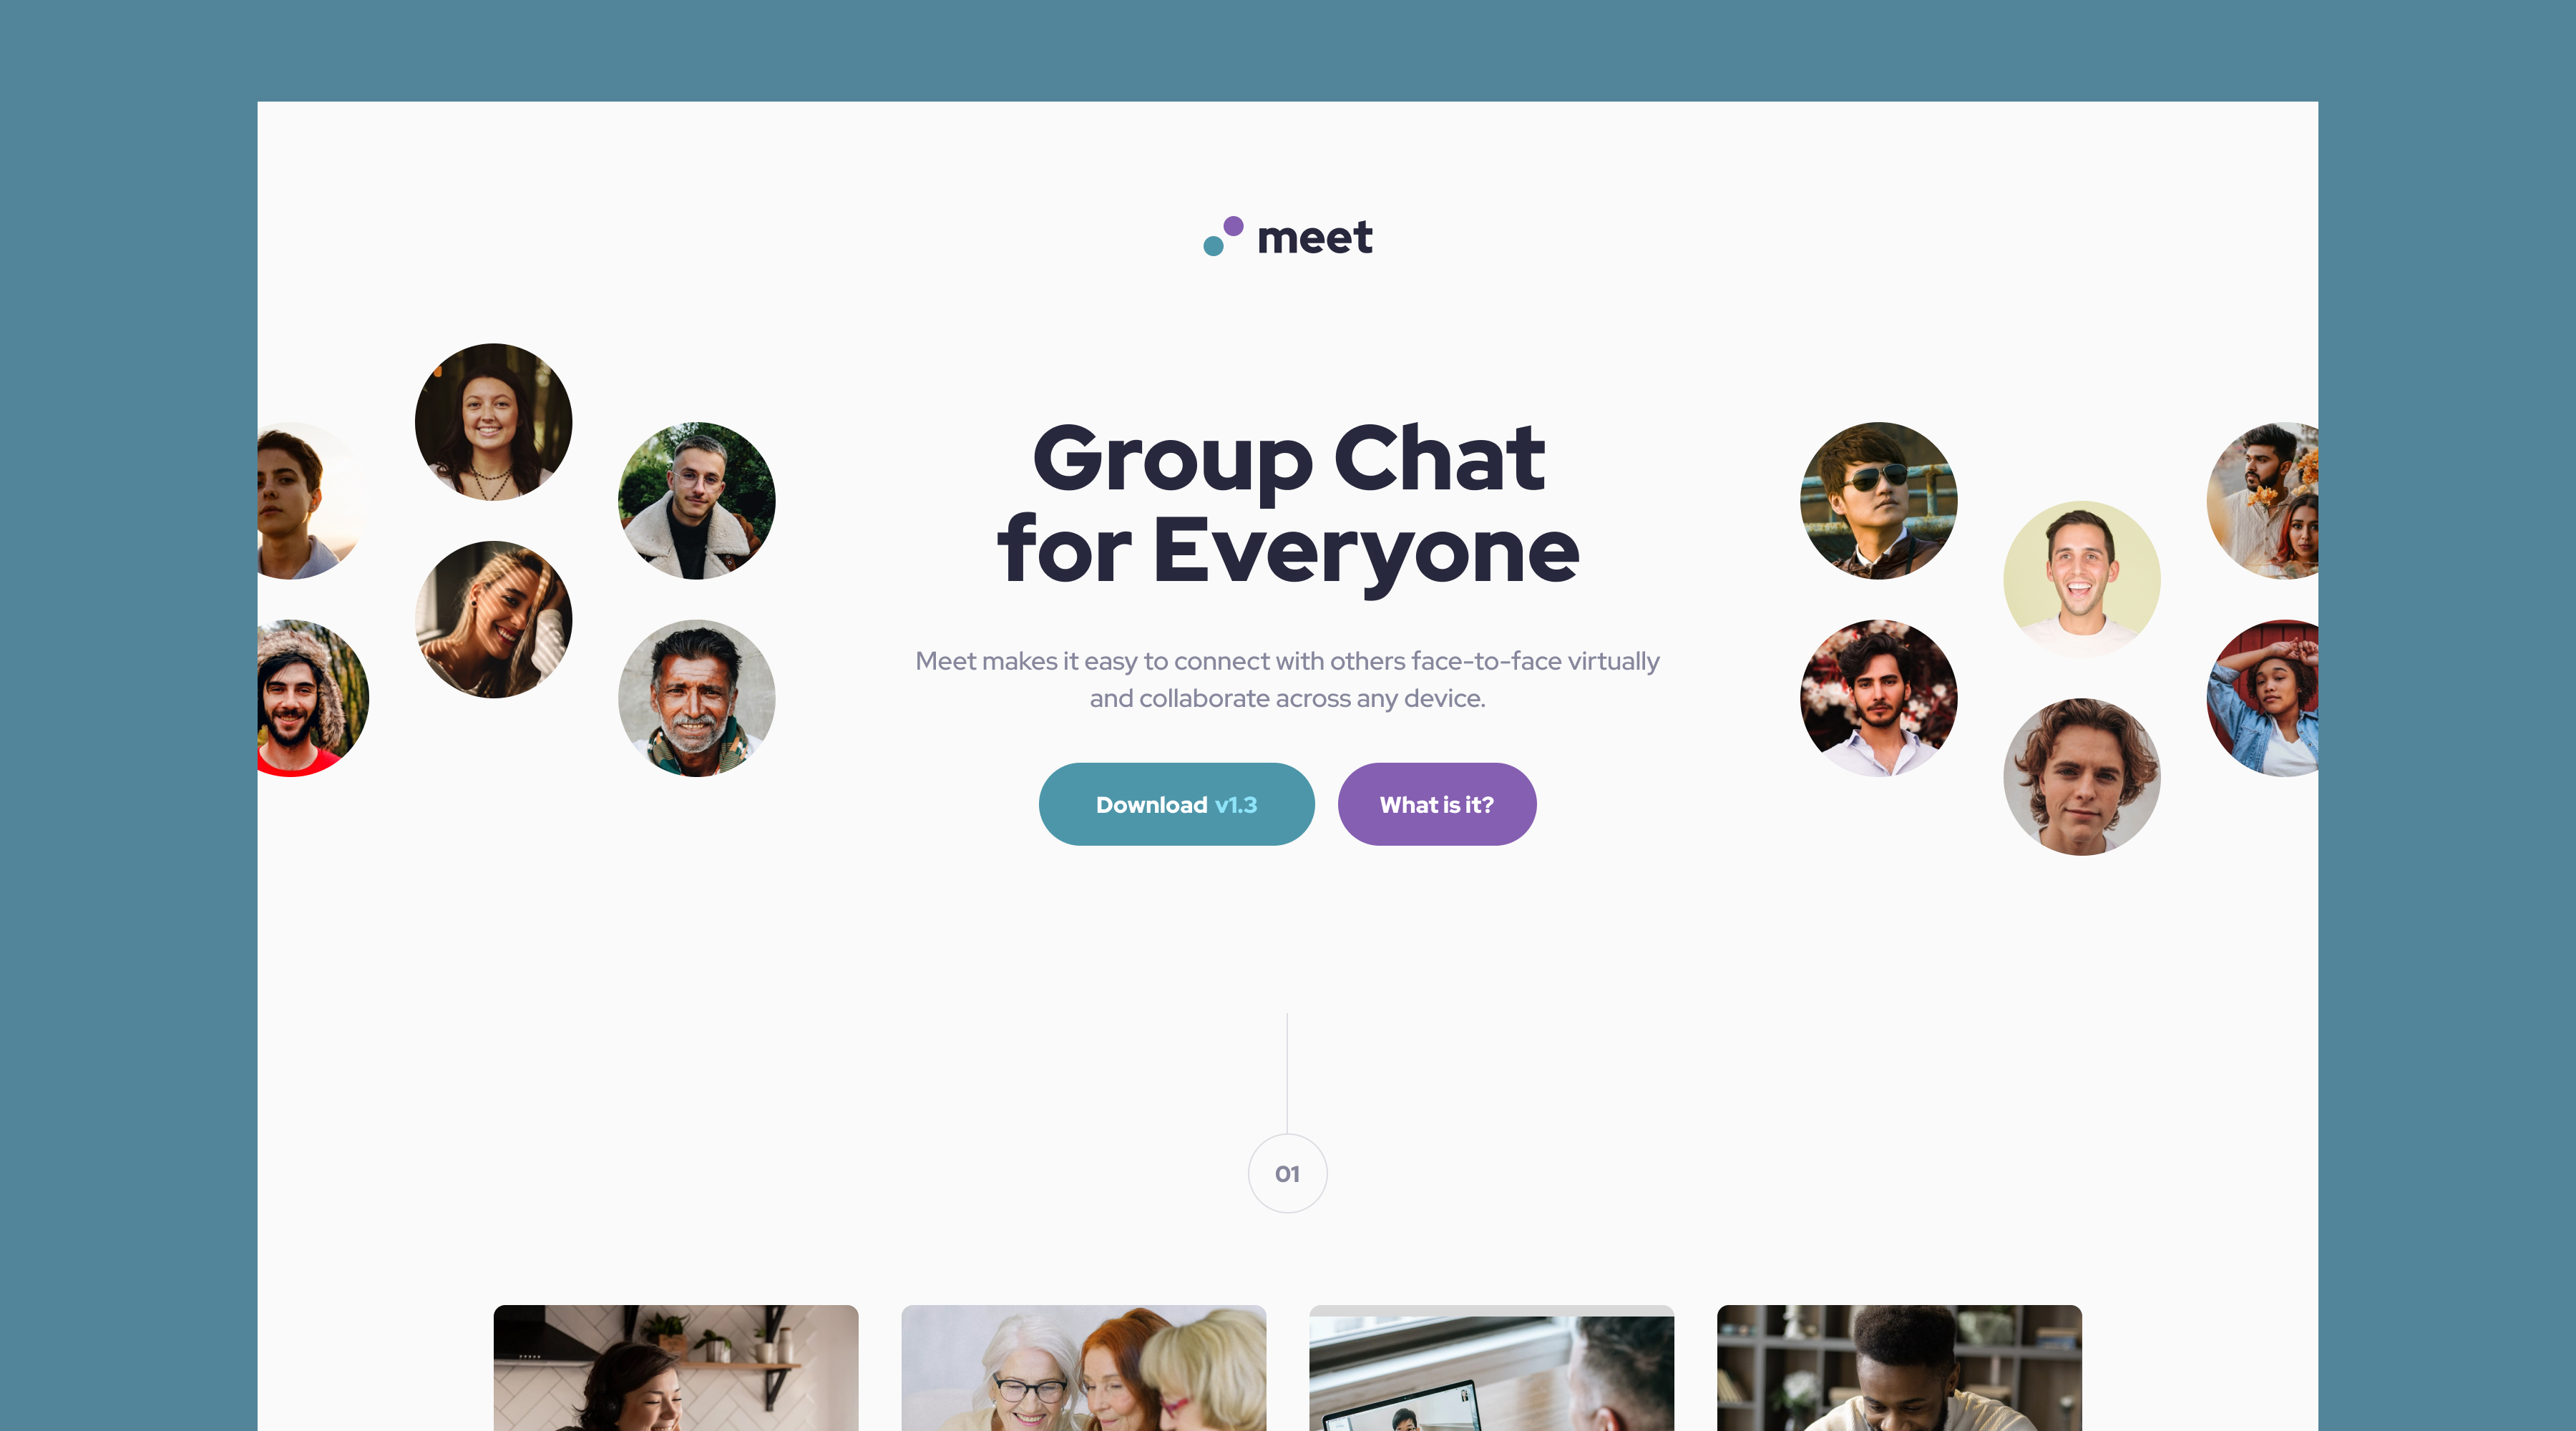 meet
Group Chat
for Everyone
Meet makes it easy to connect with others face-to-face virtually
and collaborate across any device.
Download v1.3
What is it?
01